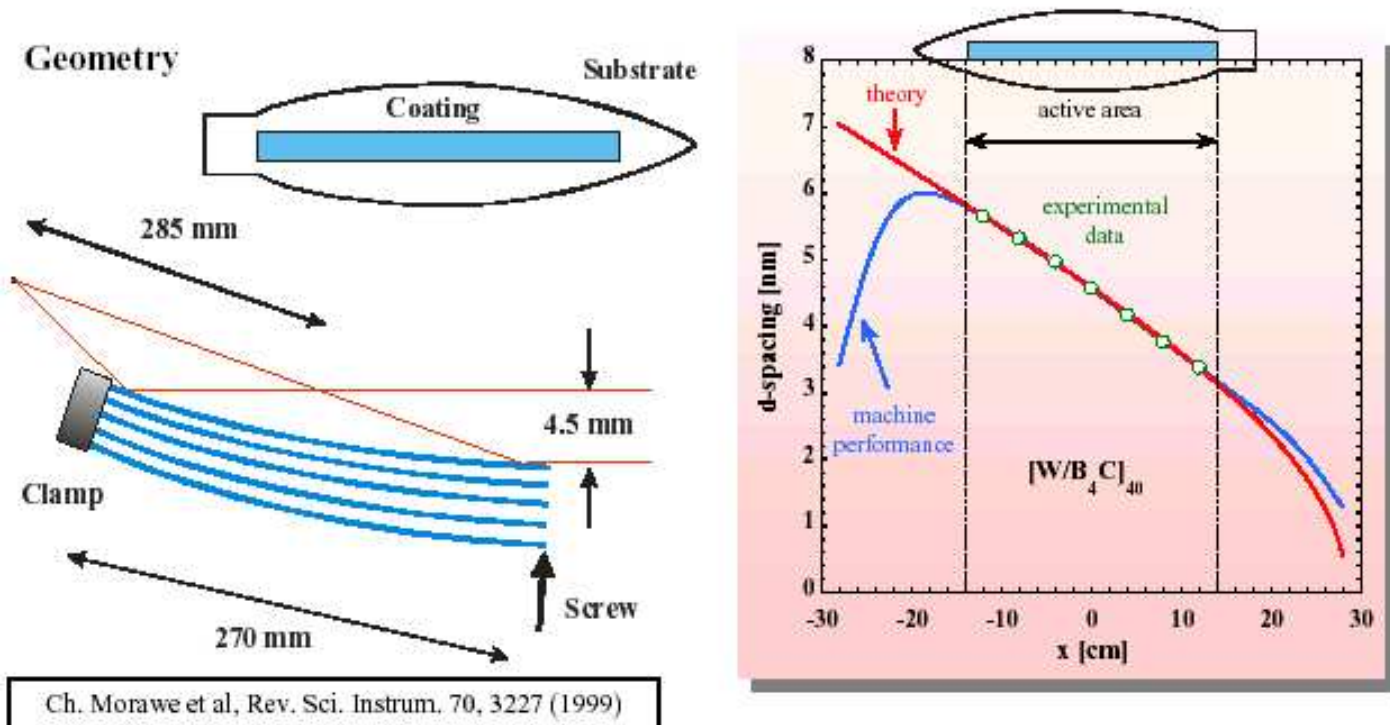 Geometry
Substrate
Coating
285 mm
4.5 mm
Clamp
Screw
270 mm
Ch. Morawe et al, Rev. Sci. Instrum. 70, 3227 (1999)
8
7
6
5
4
3
2
1
0
d-spacing [nm]
theory
active area
experimental
data
machine
performance
[W/B4C]40
-30 -20 -10 0 10 20 30
x [cm]